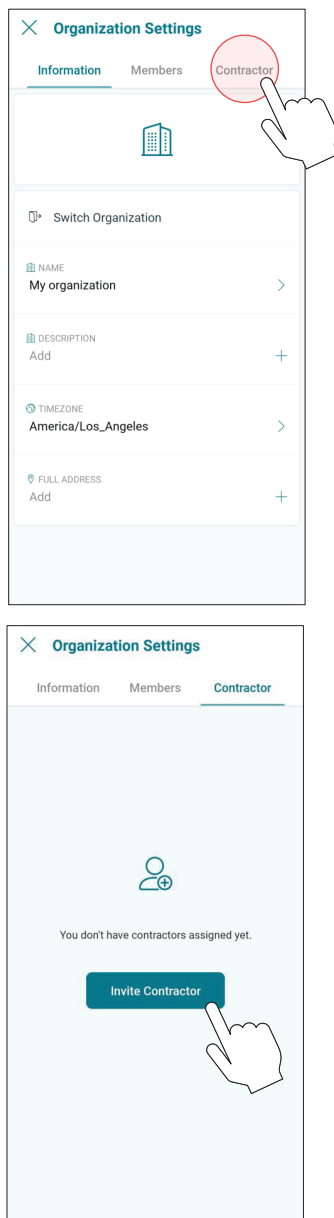 Organization Settings
Information Members Contractor
Switch Organization
NAME
My organization
DESCRIPTION
Add
TIMEZONE
America/Los_Angeles
FULL ADDRESS
Add
Organization Settings
Information Members Contractor
You don't have contractors assigned yet.
Invite Contractor